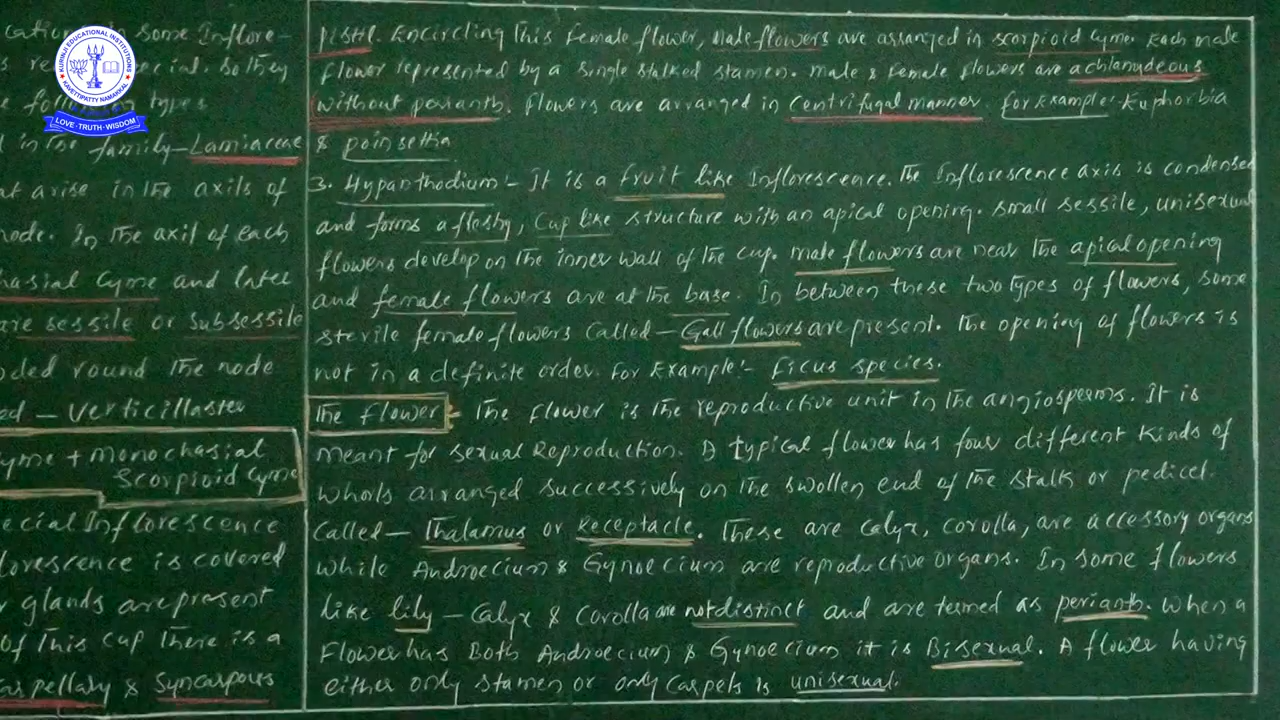 KURINJI EDUCATIONAL INSTITUTIONS
KAVETTIPATTY NAMAKKAL
LOVE · TRUTH · WISDOM
some Inflore-
cial. So they
e following types
d in the family - Lamiaceae
at arise in the axils of
node. In the axil of each
hasial cyme and later
are sessile or subsessile
ded round the node
ed - Verticillaster
cyme + monochasial
Scorpioid cyme
ecial Inflorescence
lorescence is covered
r glands are present
of this cup there is a
arpellary & Syncarpous
pistil. Encircling this female flower, male flowers are arranged in scorpioid cyme. Each male
flower represented by a single stalked stamen, male & female flowers are achlamydeous
without perianth. Flowers are arranged in centrifugal manner. For Example:- Euphorbia
& poinsettia.
3. Hypanthodium:- It is a fruit like Inflorescence. The Inflorescence axis is condensed
and forms a fleshy, cup like structure with an apical opening. Small sessile, unisexual
flowers develop on the inner wall of the cup. male flowers are near the apical opening
and female flowers are at the base. In between these two types of flowers, some
sterile female flowers called - Gall flowers are present. The opening of flowers is
not in a definite order. For Example:- Ficus species.
The flower - The flower is the reproductive unit in the angiosperms. It is
meant for sexual Reproduction. A typical flower has four different kinds of
whorls arranged successively on the swollen end of the stalk or pedicel.
Called - Thalamus or Receptacle. These are calyx, corolla, are accessory organs
while Androecium & Gynoecium are reproductive organs. In some flowers
like lily - calyx & corolla are not distinct and are termed as perianth. When a
Flower has Both Androecium & Gynoecium it is Bisexual. A flower having
either only stamen or only carpels is unisexual.